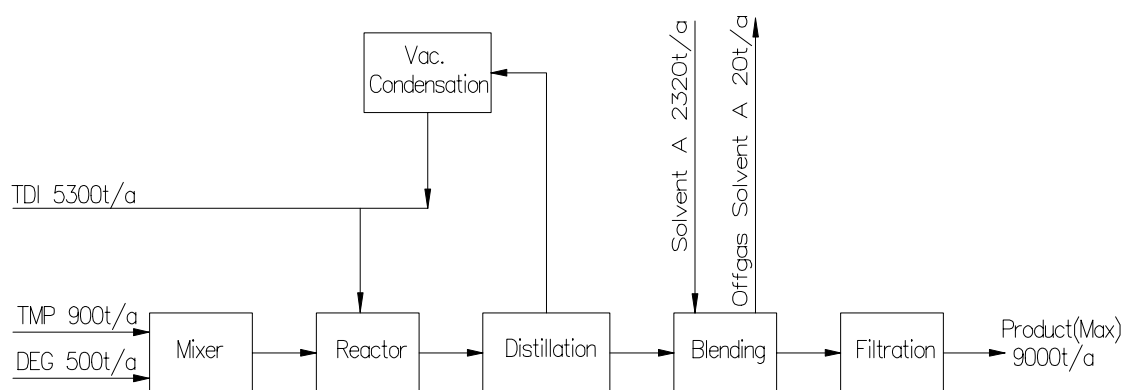 Vac.
Condensation
Solvent A 2320t/a
Offgas Solvent A 20t/a
TDI 5300t/a
TMP 900t/a
DEG 500t/a
Mixer
Reactor
Distillation
Blending
Filtration
Product(Max)
9000t/a